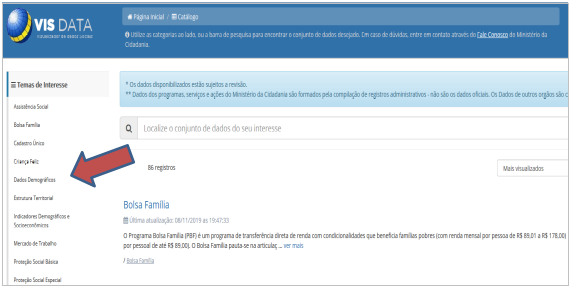 VIS DATA
Página Inicial / Catálogo
Utilize as categorias ao lado, ou a barra de pesquisa para encontrar o conjunto de dados desejado. Em caso de dúvidas, entre em contato através do Fale Conosco do Ministério da
Cidadania.
Temas de Interesse
* Os dados disponibilizados estão sujeitos a revisão.
** Dados dos programas, serviços e ações do Ministério da Cidadania são formados pela compilação de registros administrativos - não são os dados oficiais. Os Dados de outros orgãos são c
Assistência Social
Bolsa Família
Cadastro Único
Criança Feliz
Dados Demográficos
Estrutura Territorial
Indicadores Demográficos e
Socioeconômicos
Mercado de Trabalho
Proteção Social Básica
Proteção Social Especial
Localize o conjunto de dados do seu interesse
86 registros
Mais visualizados
Bolsa Família
Última atualização: 08/11/2019 as 19:47:33
O Programa Bolsa Família (PBF) é um programa de transferência direta de renda com condicionalidades que beneficia famílias pobres (com renda mensal por pessoa de R$ 89,01 a R$ 178,00)
por pessoal de até R$ 89,00). O Bolsa Família pauta-se na articulaç ... ver mais
/ Bolsa Família